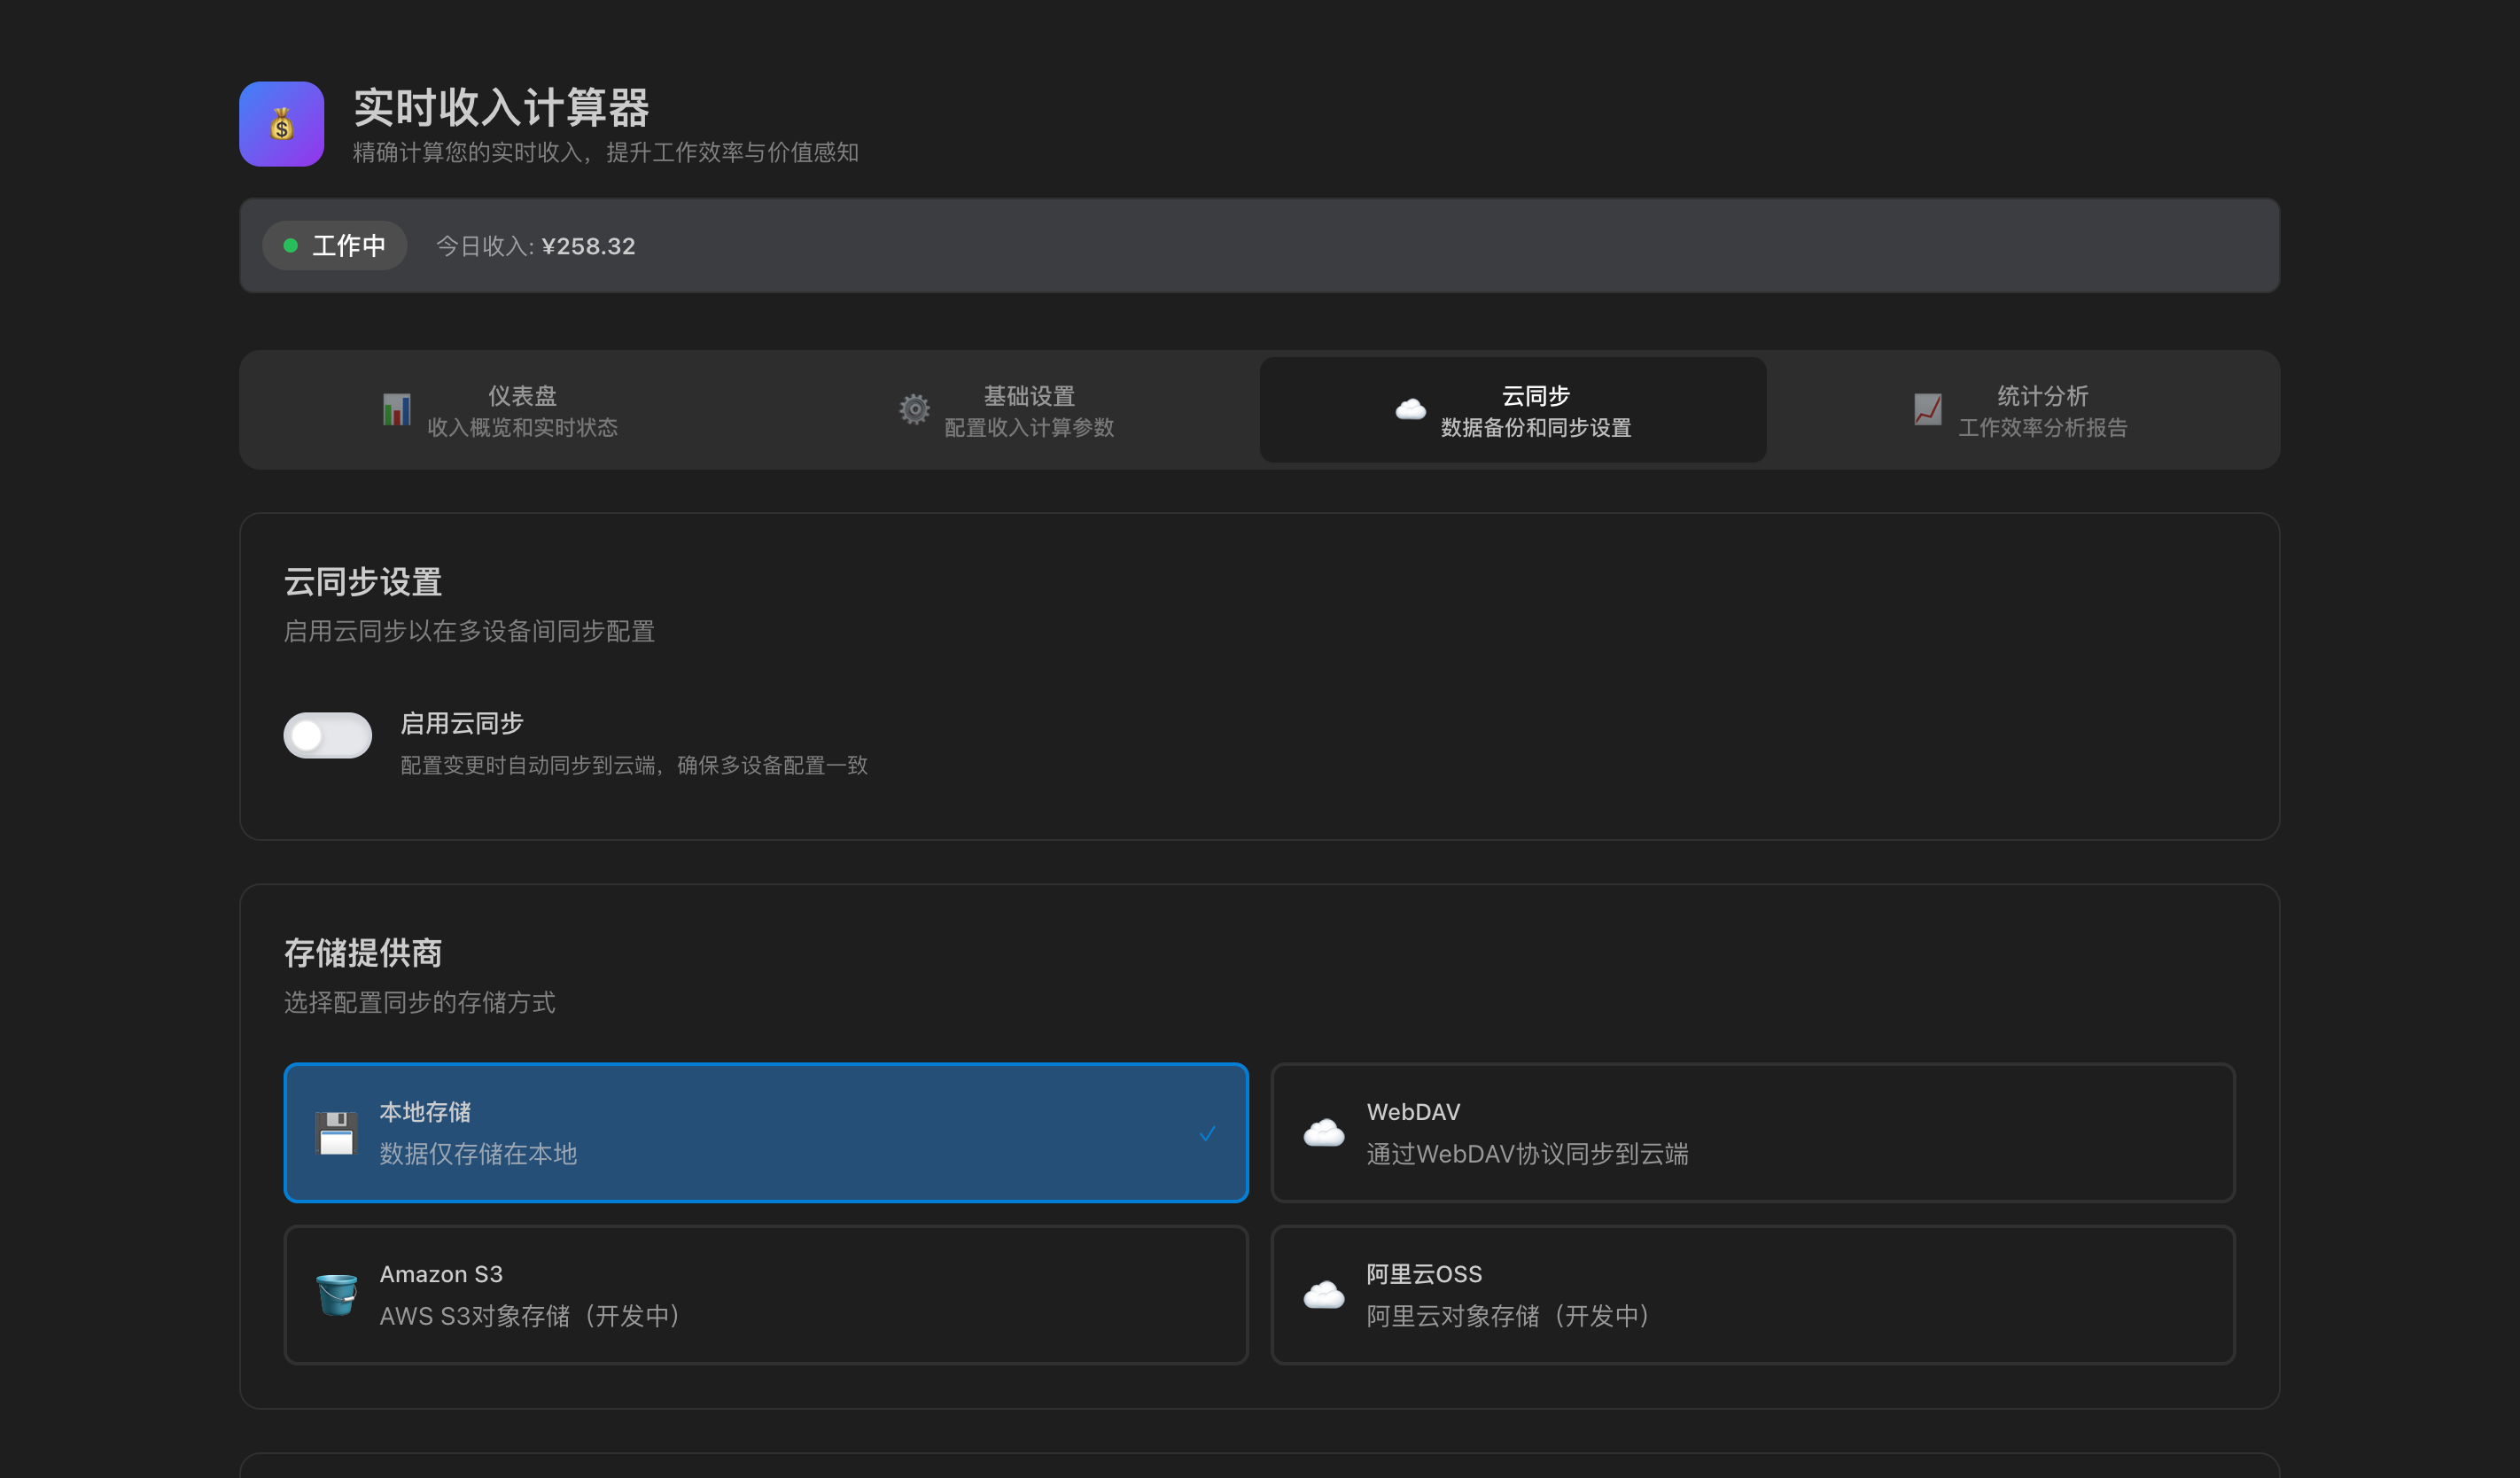 实时收入计算器
精确计算您的实时收入，提升工作效率与价值感知
工作中
今日收入: ¥258.32
仪表盘
收入概览和实时状态
基础设置
配置收入计算参数
云同步
数据备份和同步设置
统计分析
工作效率分析报告
云同步设置
启用云同步以在多设备间同步配置
启用云同步
配置变更时自动同步到云端，确保多设备配置一致
存储提供商
选择配置同步的存储方式
本地存储
数据仅存储在本地
WebDAV
通过WebDAV协议同步到云端
Amazon S3
AWS S3对象存储（开发中）
阿里云OSS
阿里云对象存储（开发中）